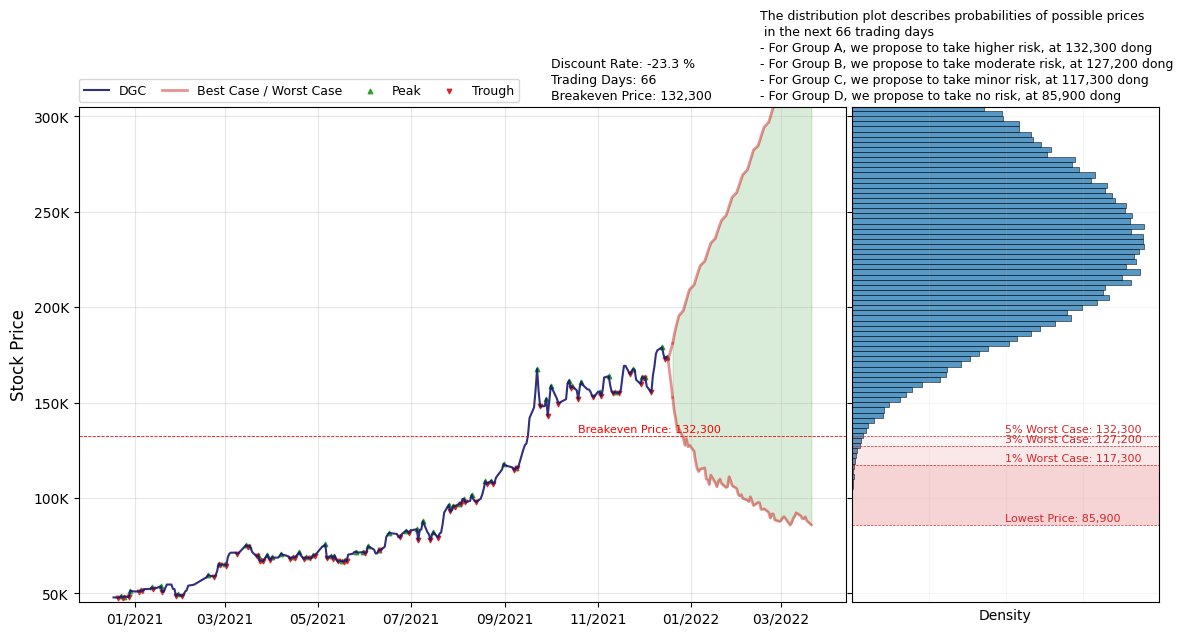 The distribution plot describes probabilities of possible prices
in the next 66 trading days
- For Group A, we propose to take higher risk, at 132,300 dong
- For Group B, we propose to take moderate risk, at 127,200 dong
- For Group C, we propose to take minor risk, at 117,300 dong
- For Group D, we propose to take no risk, at 85,900 dong
Discount Rate: -23.3 %
Trading Days: 66
Breakeven Price: 132,300
DGC
Best Case / Worst Case
Peak
Trough
Stock Price
300K
250K
200K
150K
100K
50K
Breakeven Price: 132,300
5% Worst Case: 132,300
3% Worst Case: 127,200
1% Worst Case: 117,300
Lowest Price: 85,900
01/2021
03/2021
05/2021
07/2021
09/2021
11/2021
01/2022
03/2022
Density